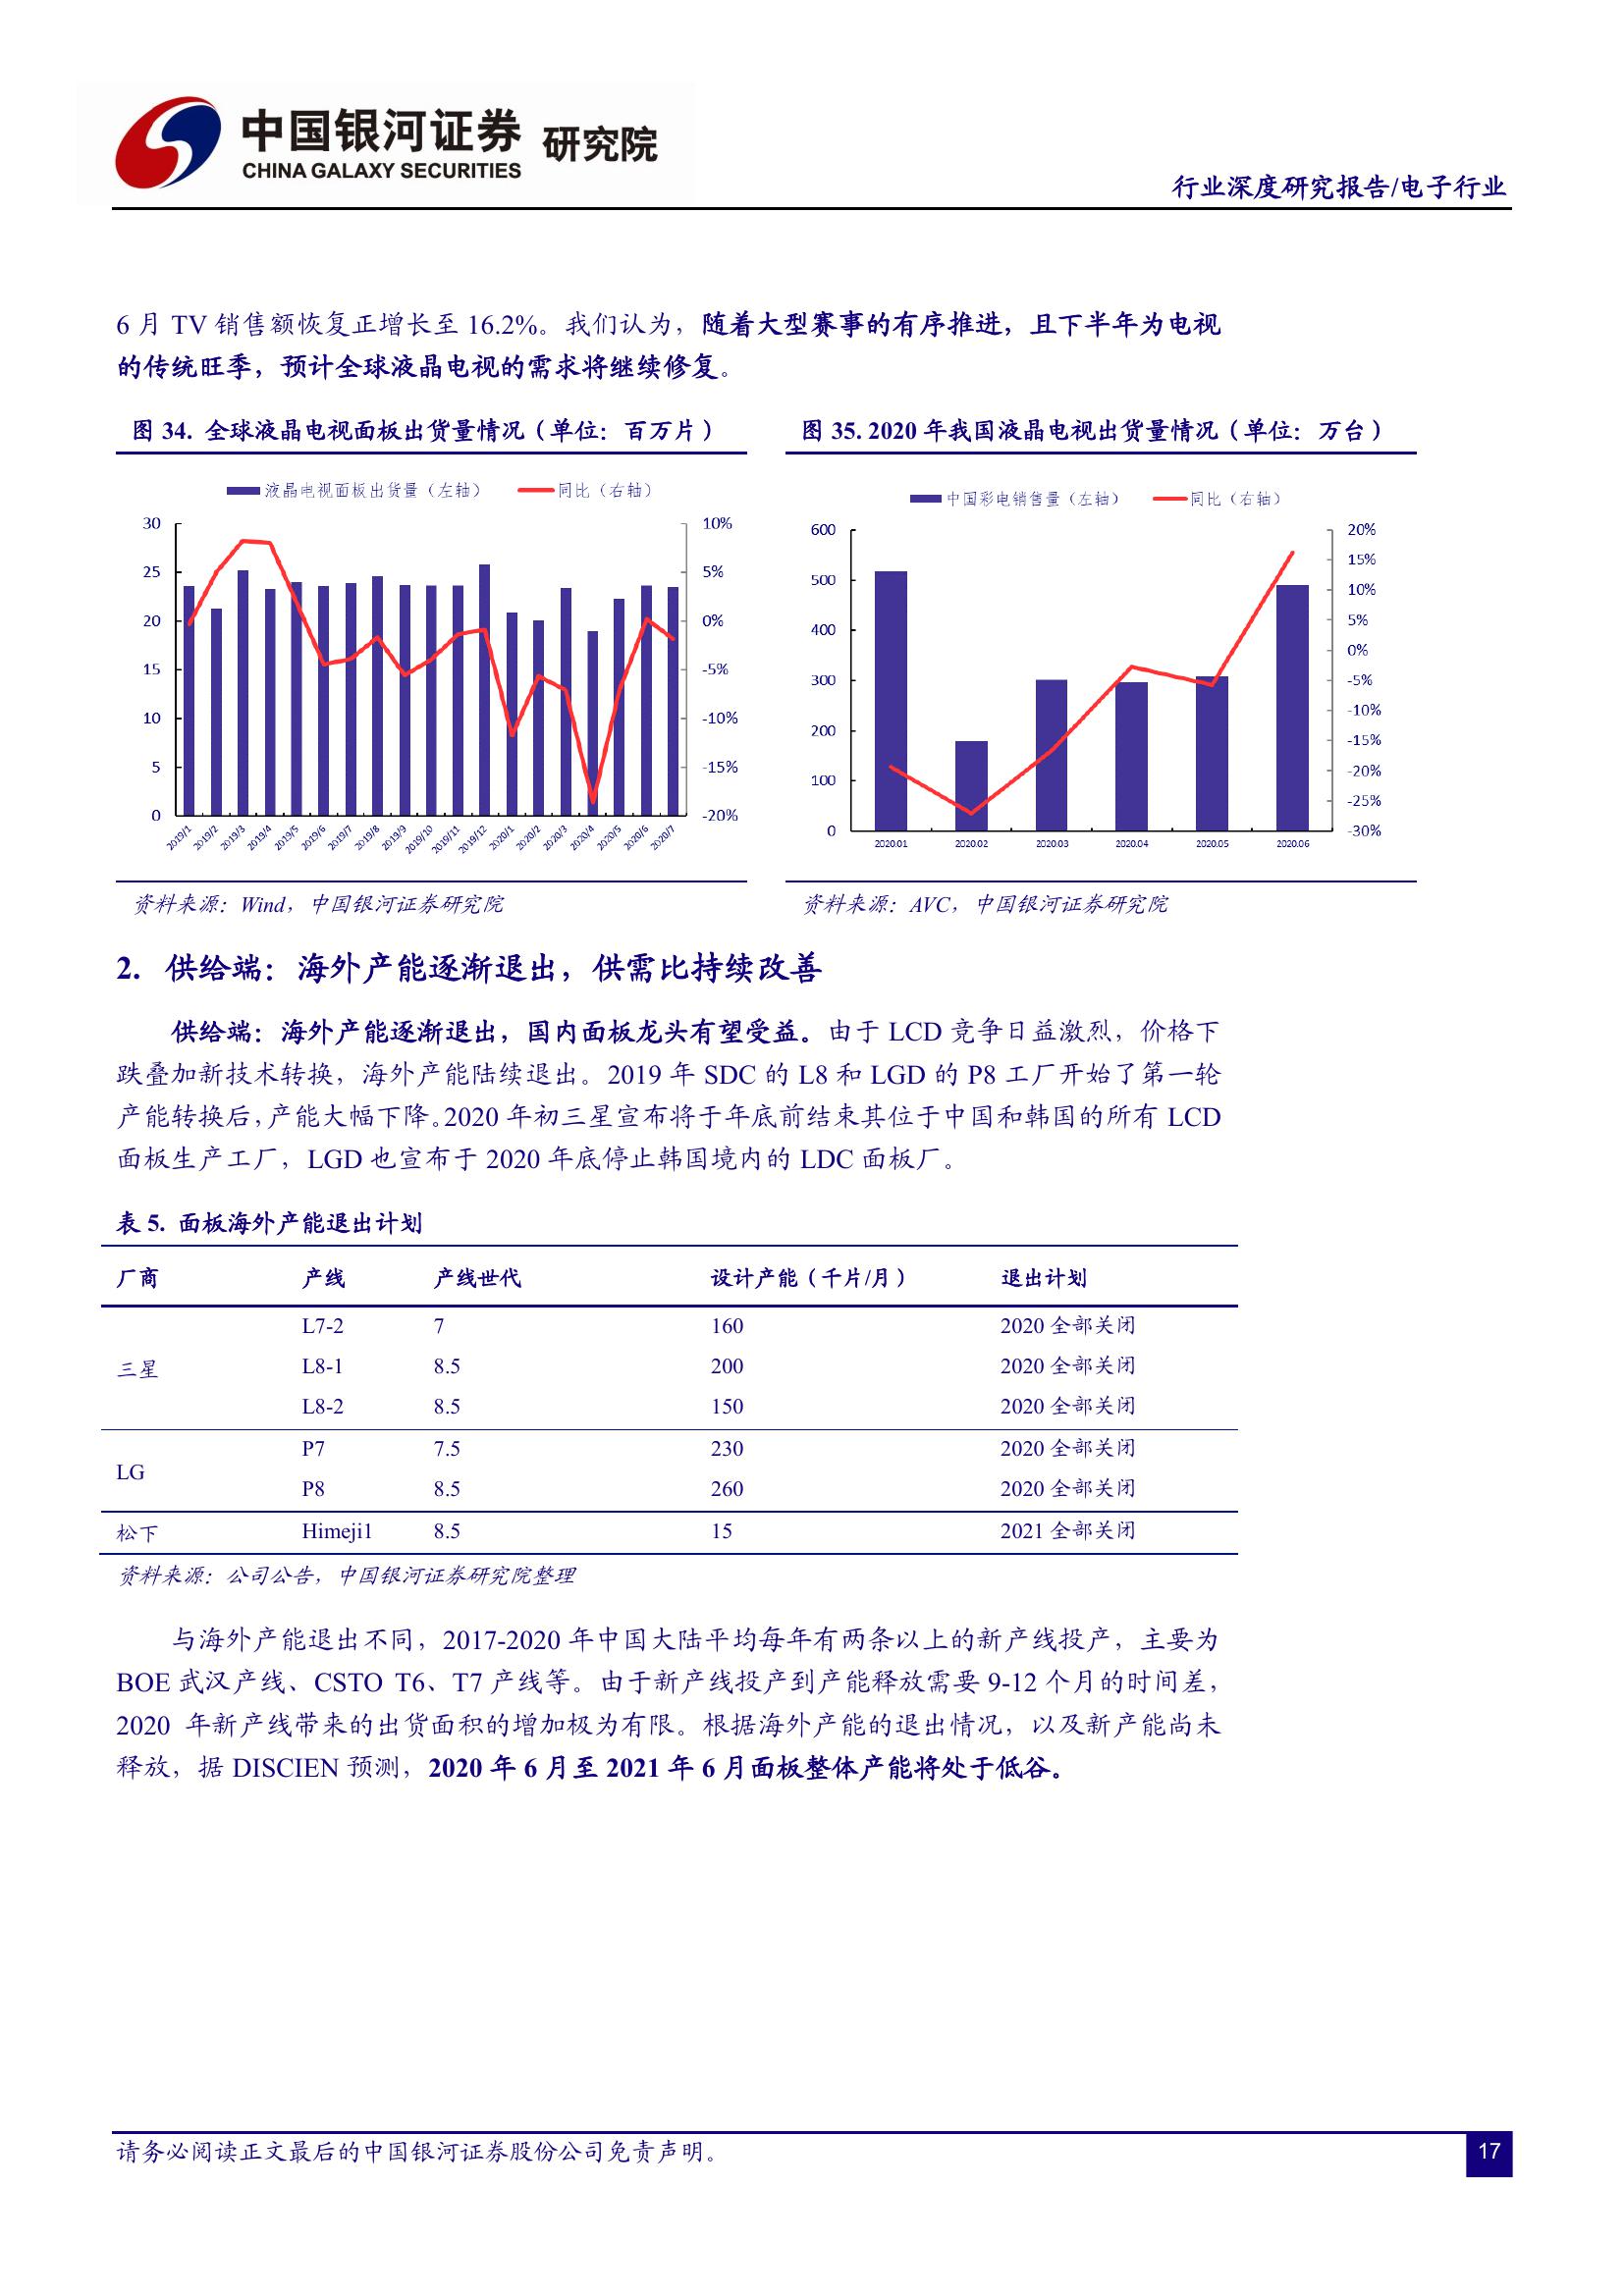 中国银河证券 研究院
CHINA GALAXY SECURITIES
行业深度研究报告/电子行业
6 月 TV 销售额恢复正增长至 16.2%。我们认为，随着大型赛事的有序推进，且下半年为电视
的传统旺季，预计全球液晶电视的需求将继续修复。
图 34. 全球液晶电视面板出货量情况（单位：百万片）
液晶电视面板出货量（左轴） 同比（右轴）
30
25
20
15
10
5
0
10%
5%
0%
-5%
-10%
-15%
-20%
2019/1 2019/2 2019/3 2019/4 2019/5 2019/6 2019/7 2019/8 2019/9 2019/10 2019/11 2019/12 2020/1 2020/2 2020/3 2020/4 2020/5 2020/6 2020/7
资料来源：Wind，中国银河证券研究院
图 35. 2020 年我国液晶电视出货量情况（单位：万台）
中国彩电销售量（左轴） 同比（右轴）
600
500
400
300
200
100
0
20%
15%
10%
5%
0%
-5%
-10%
-15%
-20%
-25%
-30%
2020.01 2020.02 2020.03 2020.04 2020.05 2020.06
资料来源：AVC，中国银河证券研究院
2. 供给端：海外产能逐渐退出，供需比持续改善
供给端：海外产能逐渐退出，国内面板龙头有望受益。由于 LCD 竞争日益激烈，价格下
跌叠加新技术转换，海外产能陆续退出。2019 年 SDC 的 L8 和 LGD 的 P8 工厂开始了第一轮
产能转换后，产能大幅下降。2020 年初三星宣布将于年底前结束其位于中国和韩国的所有 LCD
面板生产工厂，LGD 也宣布于 2020 年底停止韩国境内的 LDC 面板厂。
表 5. 面板海外产能退出计划
厂商 产线 产线世代 设计产能（千片/月） 退出计划
三星 L7-2 7 160 2020 全部关闭
L8-1 8.5 200 2020 全部关闭
L8-2 8.5 150 2020 全部关闭
LG P7 7.5 230 2020 全部关闭
P8 8.5 260 2020 全部关闭
松下 Himeji1 8.5 15 2021 全部关闭
资料来源：公司公告，中国银河证券研究院整理
与海外产能退出不同，2017-2020 年中国大陆平均每年有两条以上的新产线投产，主要为
BOE 武汉产线、CSTO T6、T7 产线等。由于新产线投产到产能释放需要 9-12 个月的时间差，
2020 年新产线带来的出货面积的增加极为有限。根据海外产能的退出情况，以及新产能尚未
释放，据 DISCIEN 预测，2020 年 6 月至 2021 年 6 月面板整体产能将处于低谷。
请务必阅读正文最后的中国银河证券股份公司免责声明。
17